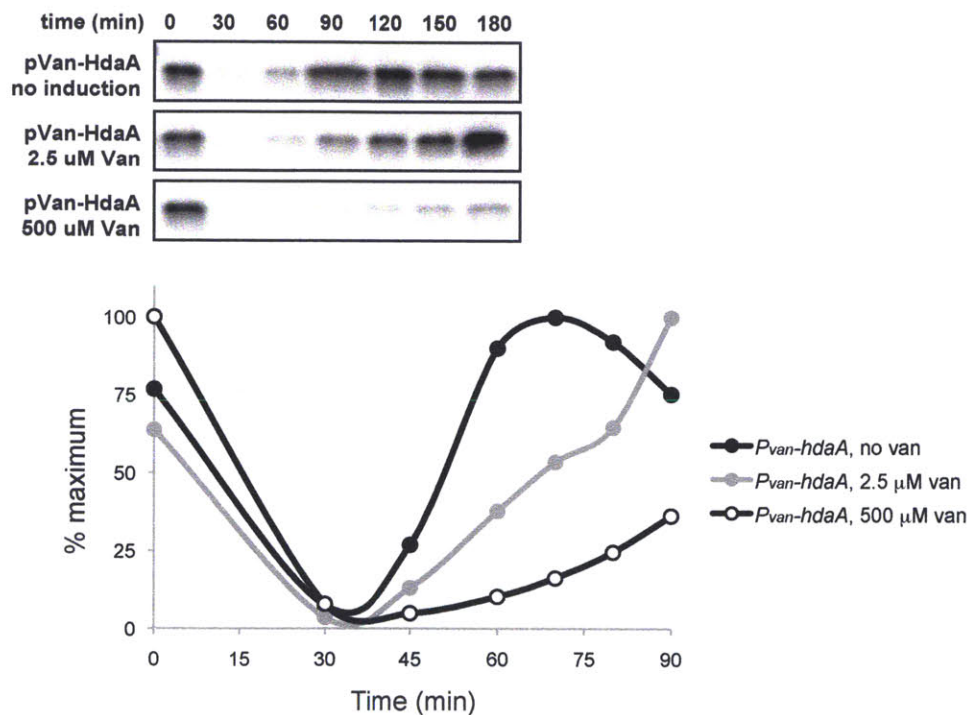 time (min) 0 30 60 90 120 150 180
pVan-HdaA
no induction
pVan-HdaA
2.5 uM Van
pVan-HdaA
500 uM Van
100
75
50
25
0
% maximum
0 15 30 45 60 75 90
Time (min)
Pvan-hdaA, no van
Pvan-hdaA, 2.5 μM van
Pvan-hdaA, 500 μM van